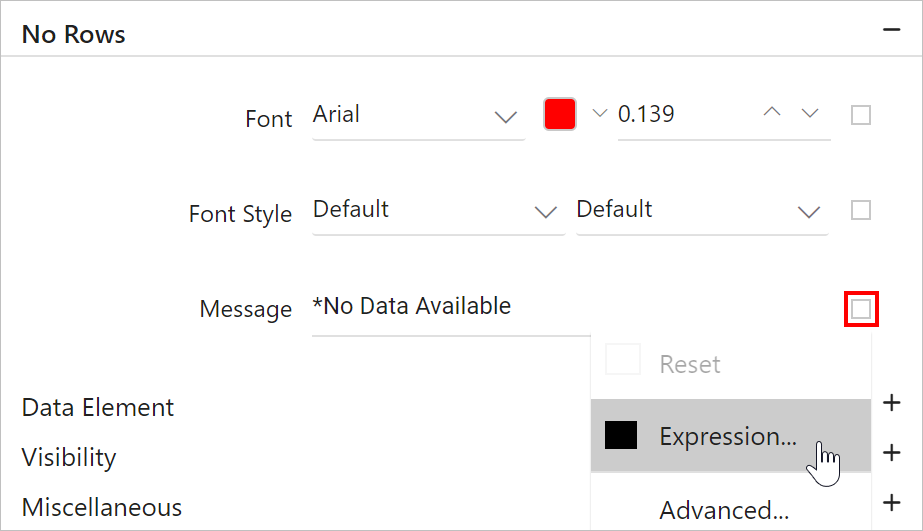 No Rows
Font Arial 0.139
Font Style Default Default
Message *No Data Available
Reset
Data Element
Expression...
Visibility
Miscellaneous
Advanced...